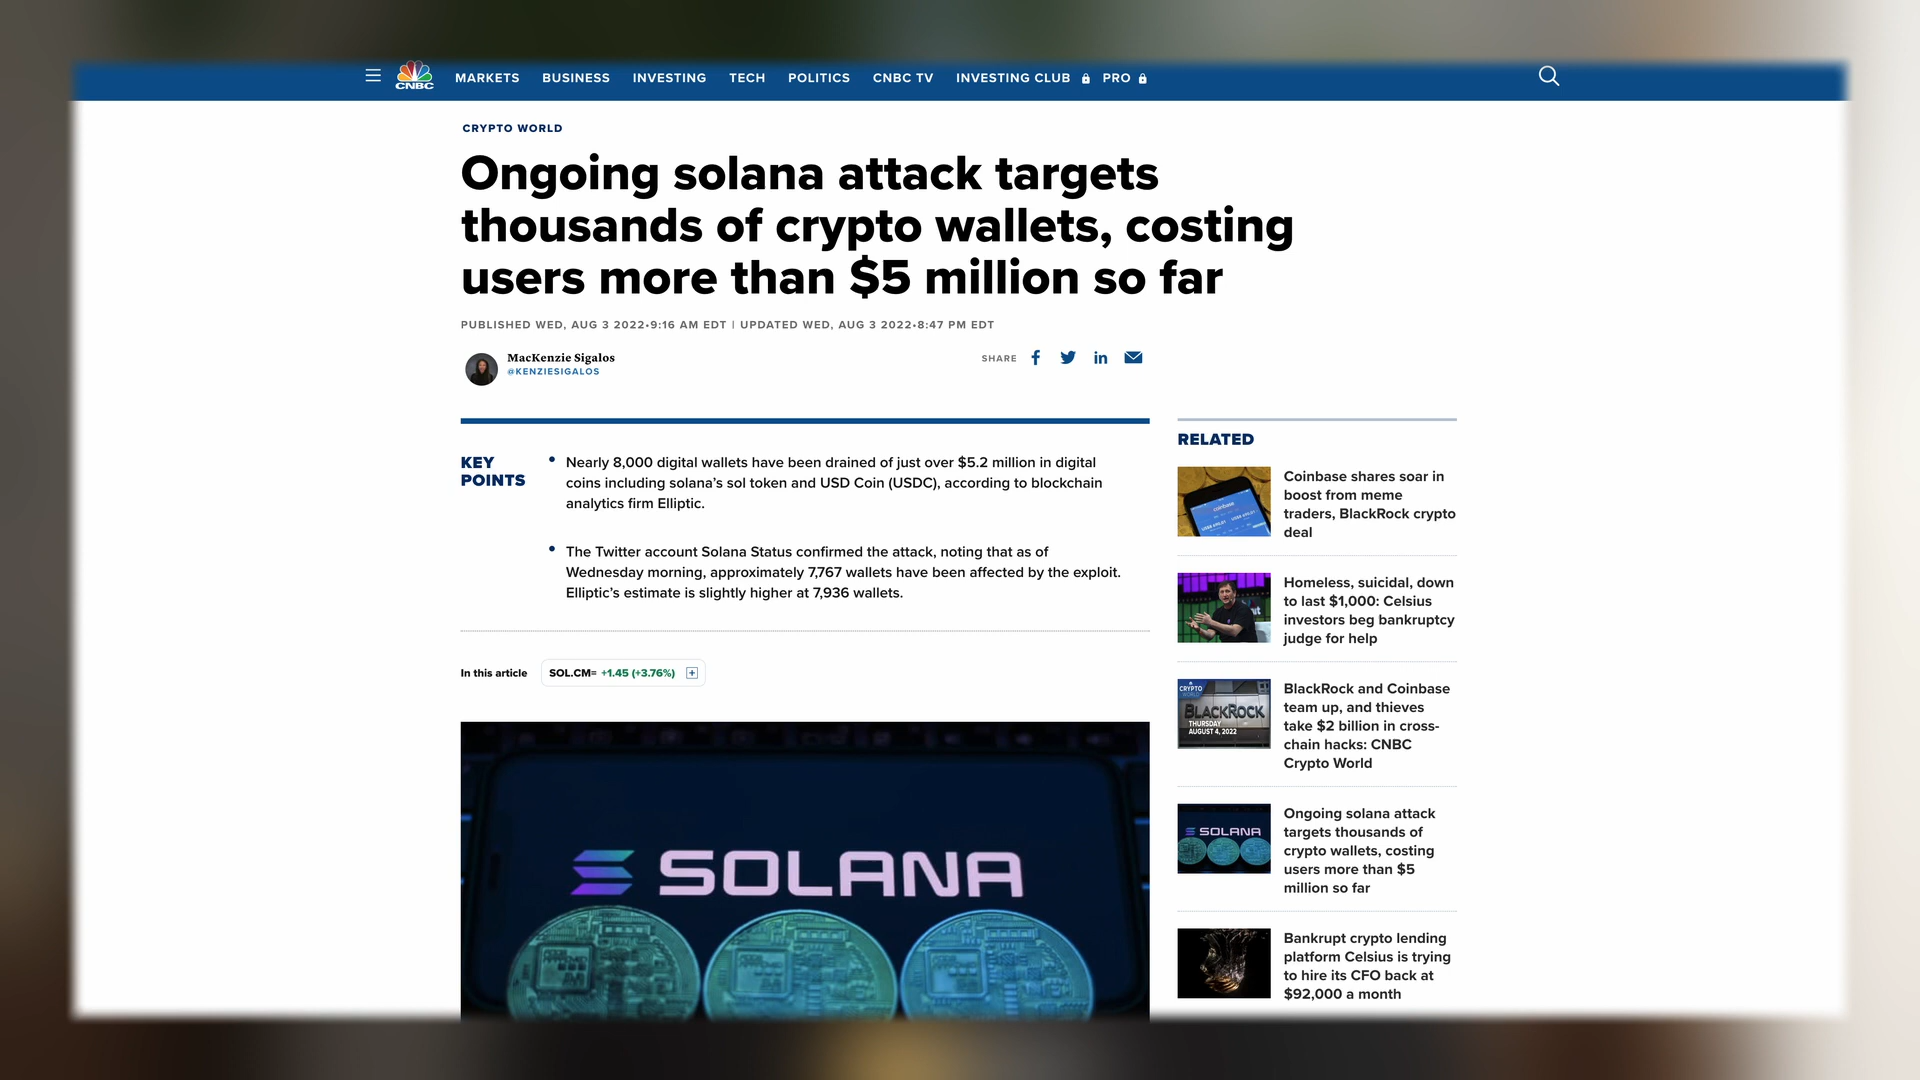 CNBC
MARKETS BUSINESS INVESTING TECH POLITICS CNBC TV INVESTING CLUB PRO
CRYPTO WORLD
Ongoing solana attack targets
thousands of crypto wallets, costing
users more than $5 million so far
PUBLISHED WED, AUG 3 2022•9:16 AM EDT | UPDATED WED, AUG 3 2022•8:47 PM EDT
MacKenzie Sigalos
@KENZIESIGALOS
SHARE
KEY
POINTS
• Nearly 8,000 digital wallets have been drained of just over $5.2 million in digital
coins including solana’s sol token and USD Coin (USDC), according to blockchain
analytics firm Elliptic.
• The Twitter account Solana Status confirmed the attack, noting that as of
Wednesday morning, approximately 7,767 wallets have been affected by the exploit.
Elliptic’s estimate is slightly higher at 7,936 wallets.
In this article
SOL.CM= +1.45 (+3.76%)
SOLANA
RELATED
coinbase
Coinbase shares soar in
boost from meme
traders, BlackRock crypto
deal
Homeless, suicidal, down
to last $1,000: Celsius
investors beg bankruptcy
judge for help
CRYPTO
WORLD
BLACKROCK
THURSDAY
AUGUST 4, 2022
BlackRock and Coinbase
team up, and thieves
take $2 billion in cross-
chain hacks: CNBC
Crypto World
SOLANA
Ongoing solana attack
targets thousands of
crypto wallets, costing
users more than $5
million so far
Bankrupt crypto lending
platform Celsius is trying
to hire its CFO back at
$92,000 a month